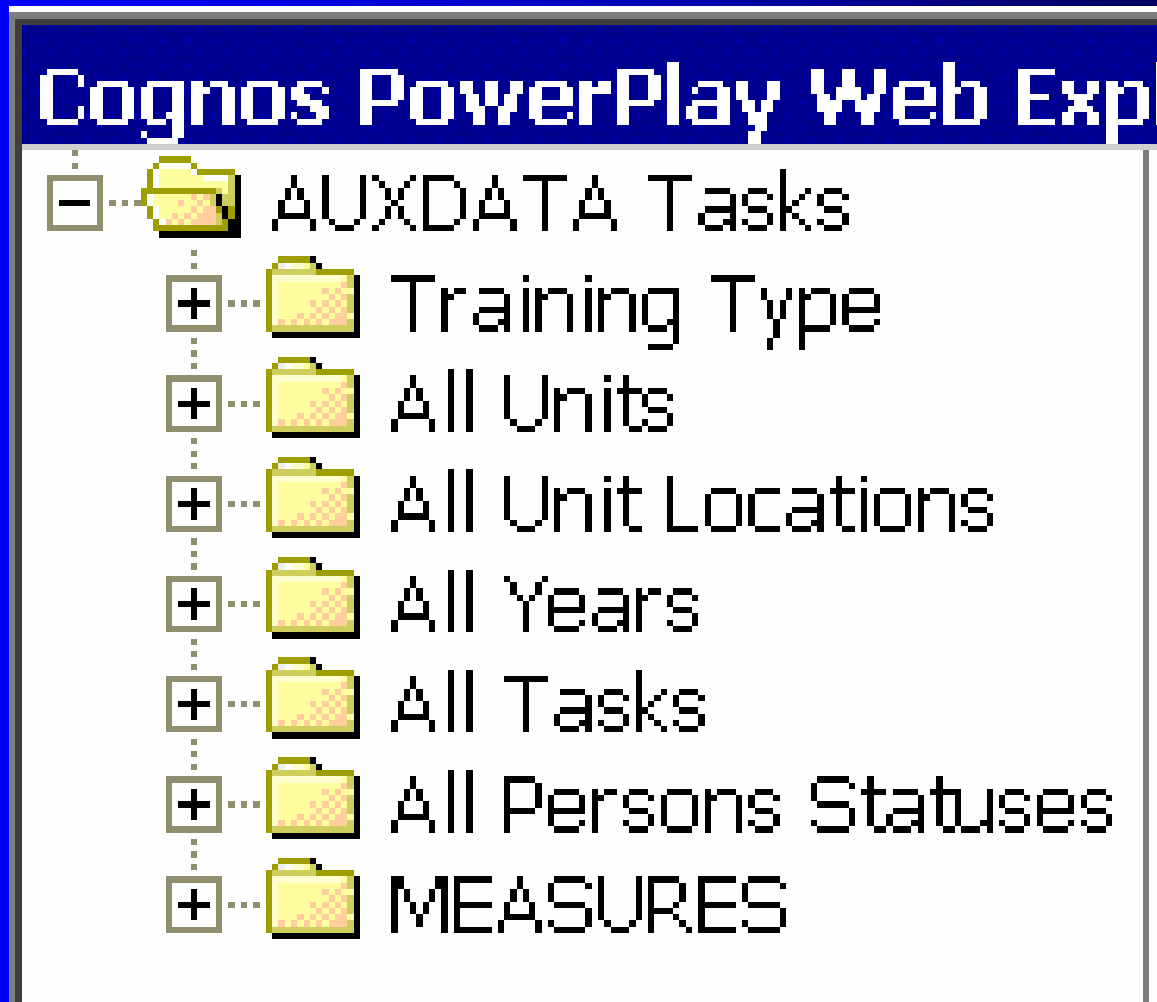 Cognos PowerPlay Web Exp
AUXDATA Tasks
Training Type
All Units
All Unit Locations
All Years
All Tasks
All Persons Statuses
MEASURES